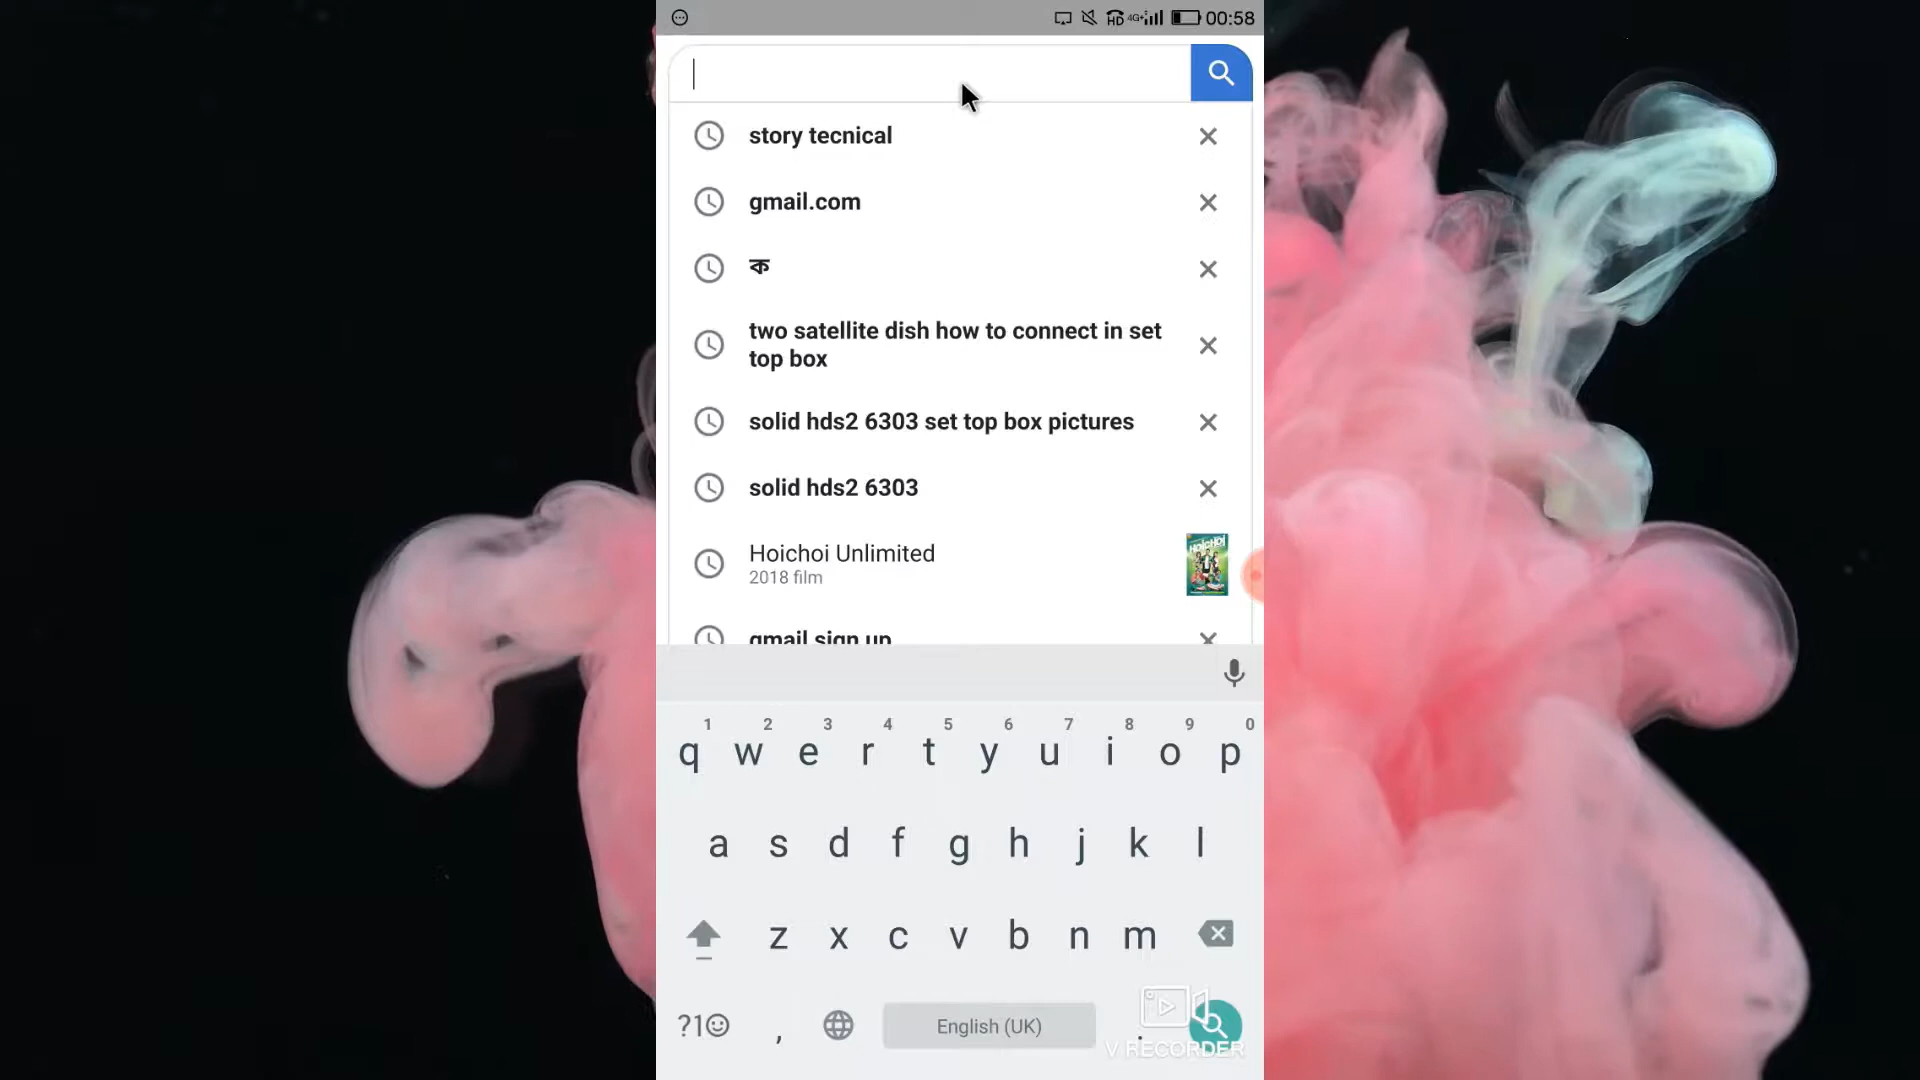 4G+ 00:58
story tecnical
gmail.com
ক
two satellite dish how to connect in set
top box
solid hds2 6303 set top box pictures
solid hds2 6303
Hoichoi Unlimited
2018 film
HOiCHOi
gmail sign up
1 2 3 4 5 6 7 8 9 0
q w e r t y u i o p
a s d f g h j k l
z x c v b n m
?1☺ , English (UK) .
V RECORDER